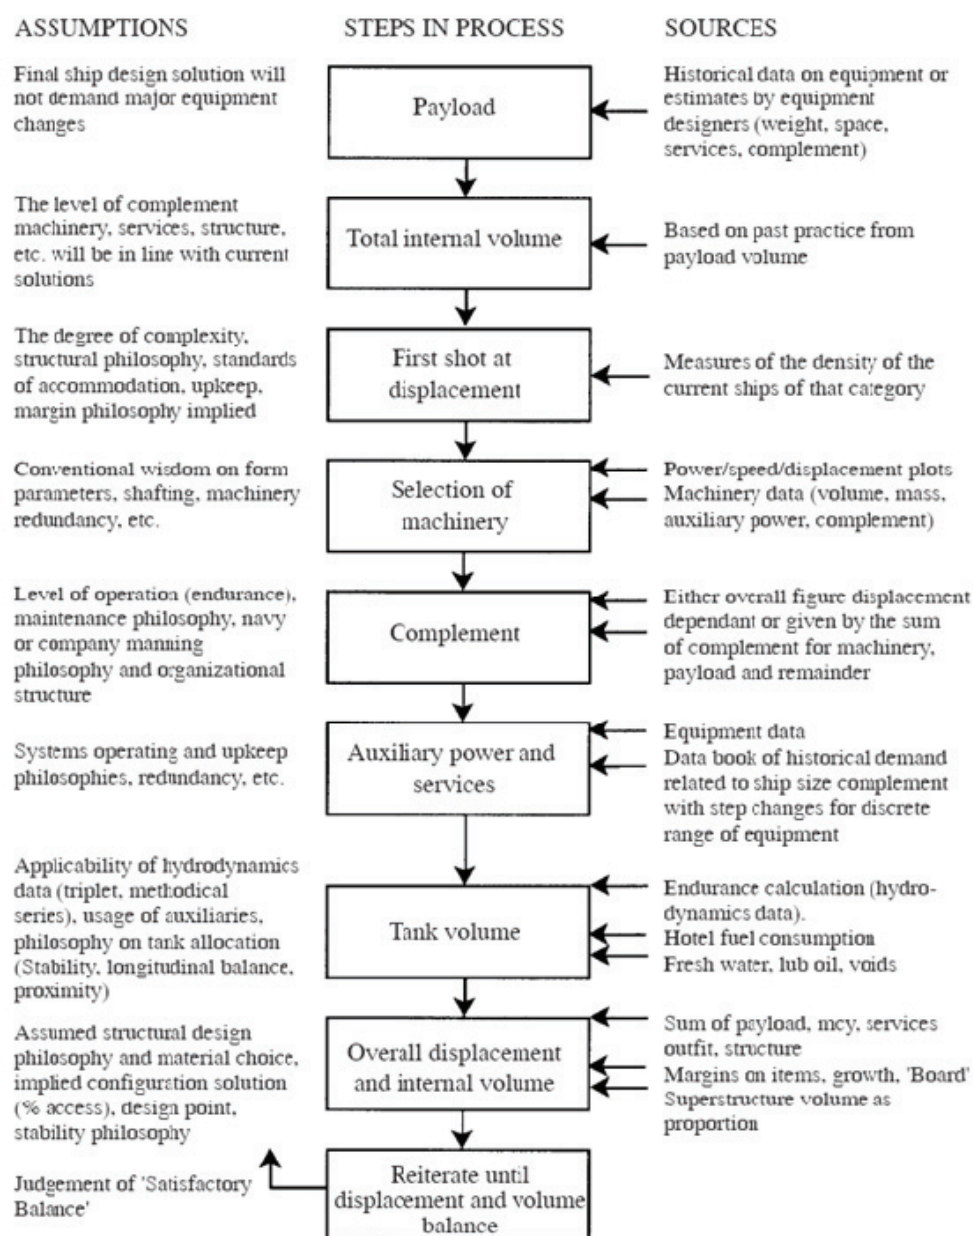 ASSUMPTIONS
STEPS IN PROCESS
SOURCES
Final ship design solution will
not demand major equipment
changes
Payload
Historical data on equipment or
estimates by equipment
designers (weight, space,
services, complement)
The level of complement
machinery, services, structure,
etc. will be in line with current
solutions
Total internal volume
Based on past practice from
payload volume
The degree of complexity,
structural philosophy, standards
of accommodation, upkeep,
margin philosophy implied
First shot at
displacement
Measures of the density of the
current ships of that category
Conventional wisdom on form
parameters, shafting, machinery
redundancy, etc.
Selection of
machinery
Power/speed/displacement plots
Machinery data (volume, mass,
auxiliary power, complement)
Level of operation (endurance),
maintenance philosophy, navy
or company manning
philosophy and organizational
structure
Complement
Either overall figure displacement
dependant or given by the sum
of complement for machinery,
payload and remainder
Systems operating and upkeep
philosophies, redundancy, etc.
Auxiliary power and
services
Equipment data
Data book of historical demand
related to ship size complement
with step changes for discrete
range of equipment
Applicability of hydrodynamics
data (triplet, methodical
series), usage of auxiliaries,
philosophy on tank allocation
(Stability, longitudinal balance,
proximity)
Tank volume
Endurance calculation (hydro-
dynamics data).
Hotel fuel consumption
Fresh water, lub oil, voids
Assumed structural design
philosophy and material choice,
implied configuration solution
(% access), design point,
stability philosophy
Overall displacement
and internal volume
Sum of payload, mcy, services
outfit, structure
Margins on items, growth, 'Board'
Superstructure volume as
proportion
Judgement of 'Satisfactory
Balance'
Reiterate until
displacement and volume
balance